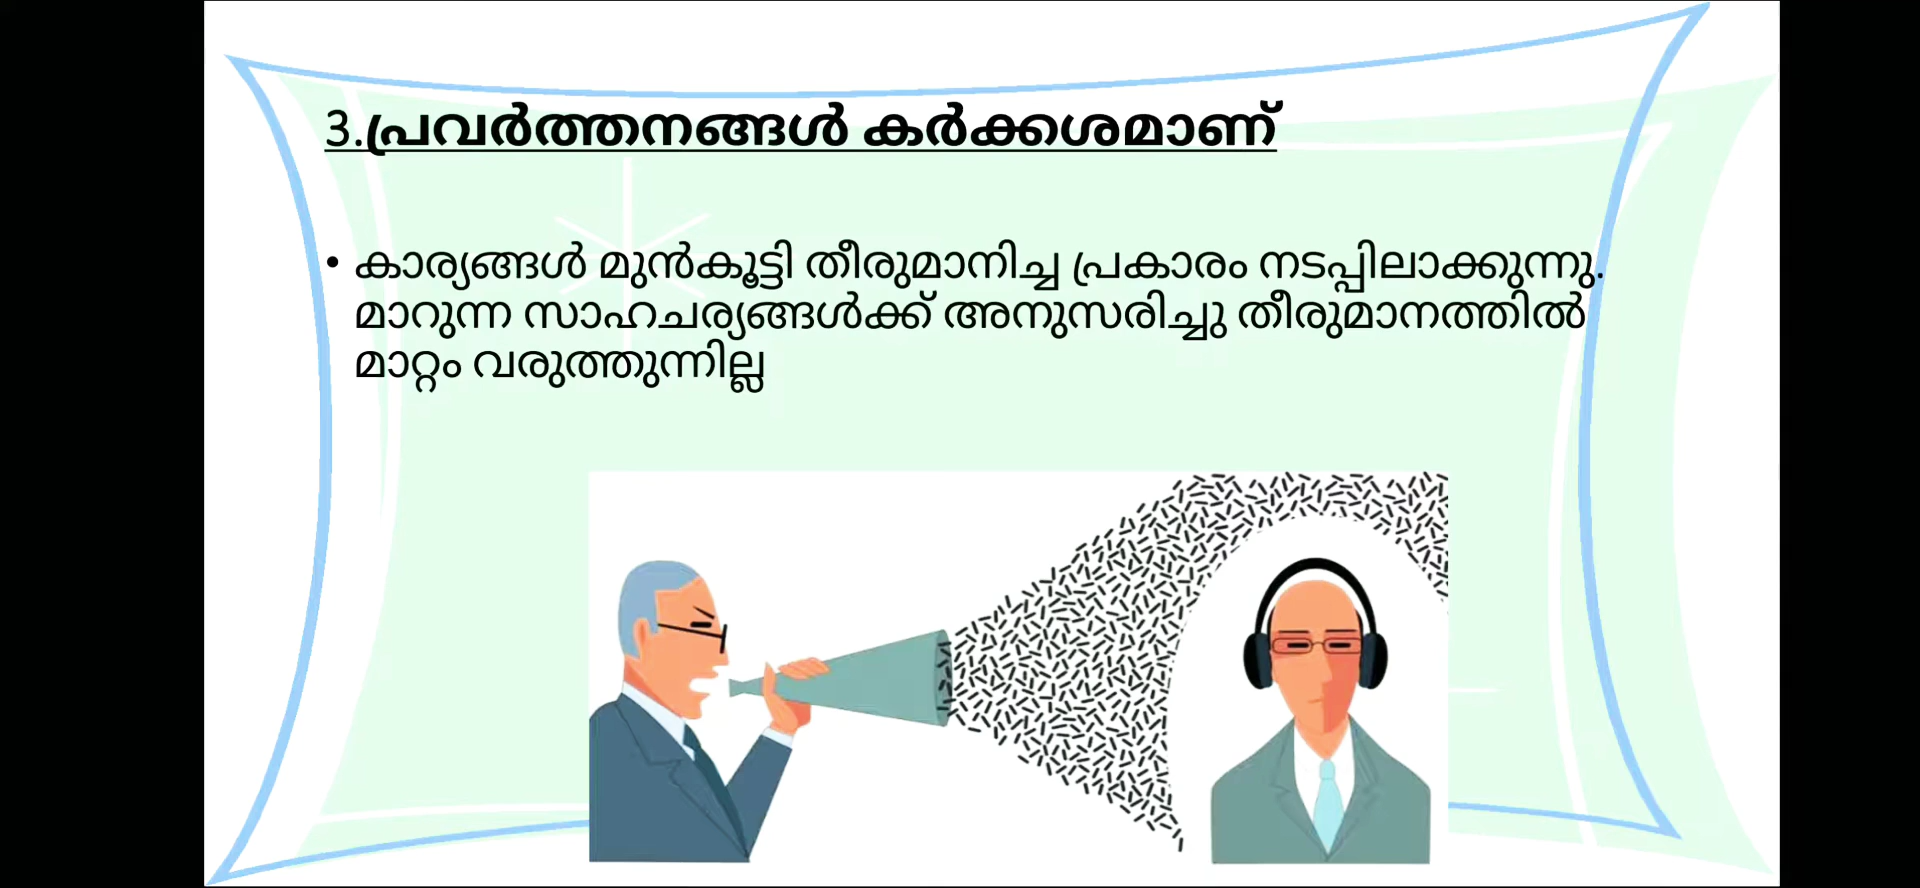 3.പ്രവർത്തനങ്ങൾ കർക്കശമാണ്
• കാര്യങ്ങൾ മുൻകൂട്ടി തീരുമാനിച്ച പ്രകാരം നടപ്പിലാക്കുന്നു.
മാറുന്ന സാഹചര്യങ്ങൾക്ക് അനുസരിച്ചു തീരുമാനത്തിൽ
മാറ്റം വരുത്തുന്നില്ല